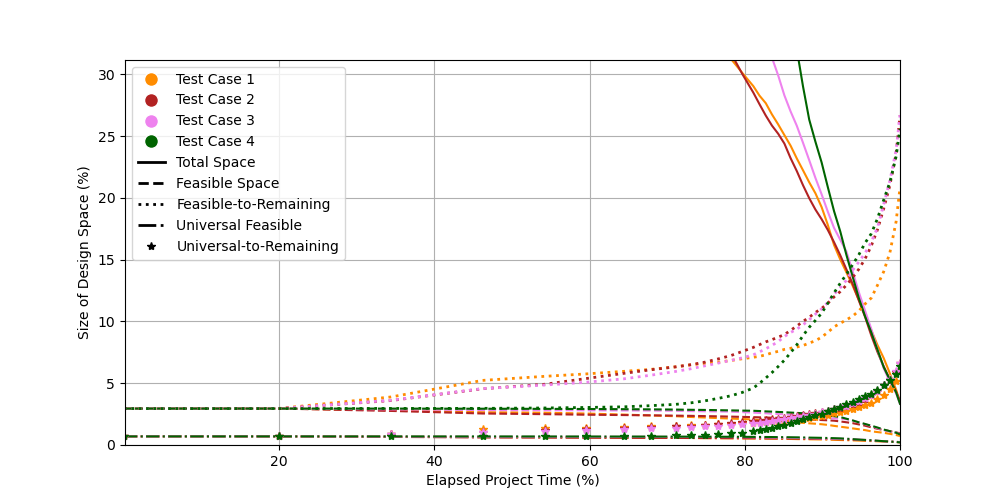 30
25
20
15
10
5
0
Size of Design Space (%)
Test Case 1
Test Case 2
Test Case 3
Test Case 4
Total Space
Feasible Space
Feasible-to-Remaining
Universal Feasible
Universal-to-Remaining
20 40 60 80 100
Elapsed Project Time (%)